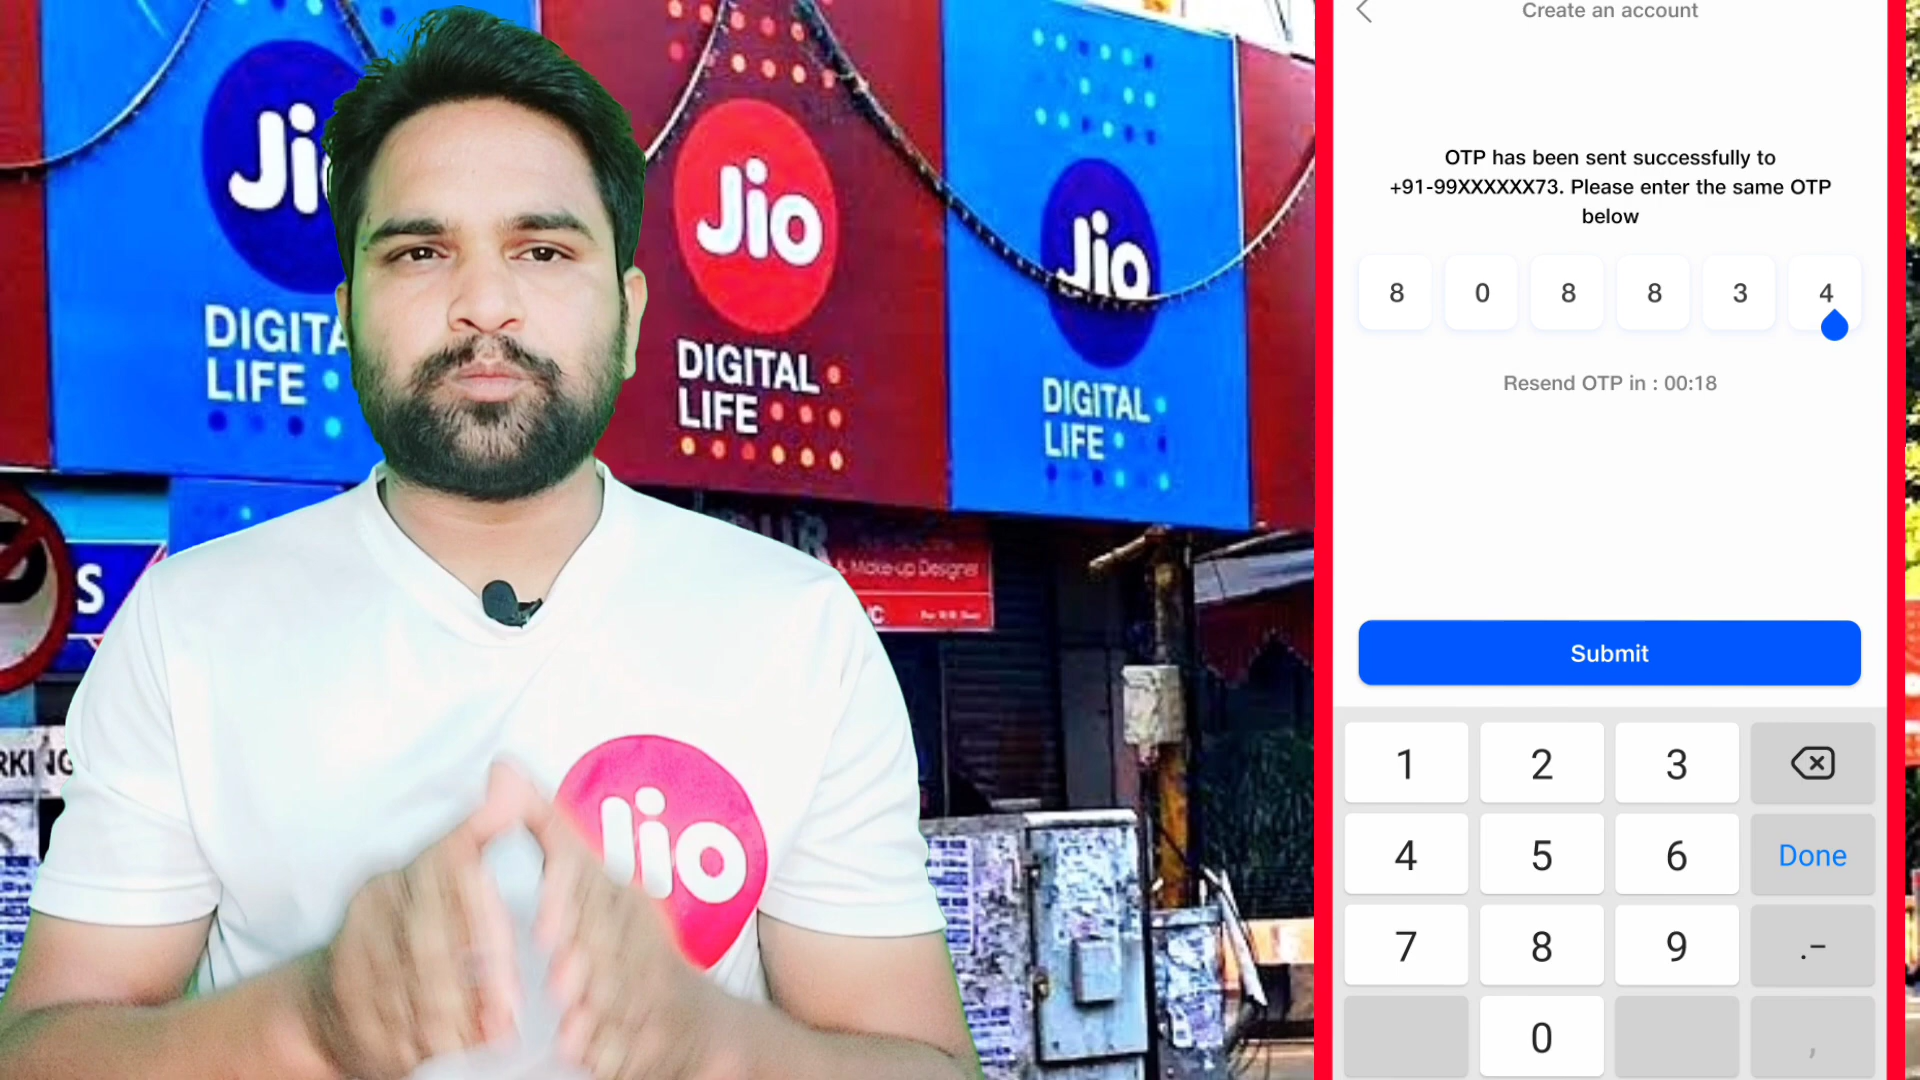 Jio
DIGITAL
LIFE
Jio
DIGITAL
LIFE
Jio
DIGITAL
LIFE
& Make-up Designer
S
Jio
Create an account
OTP has been sent successfully to
+91-99XXXXXX73. Please enter the same OTP
below
8 0 8 8 3 4
Resend OTP in : 00:18
Submit
1 2 3
4 5 6 Done
7 8 9 .-
0 ,